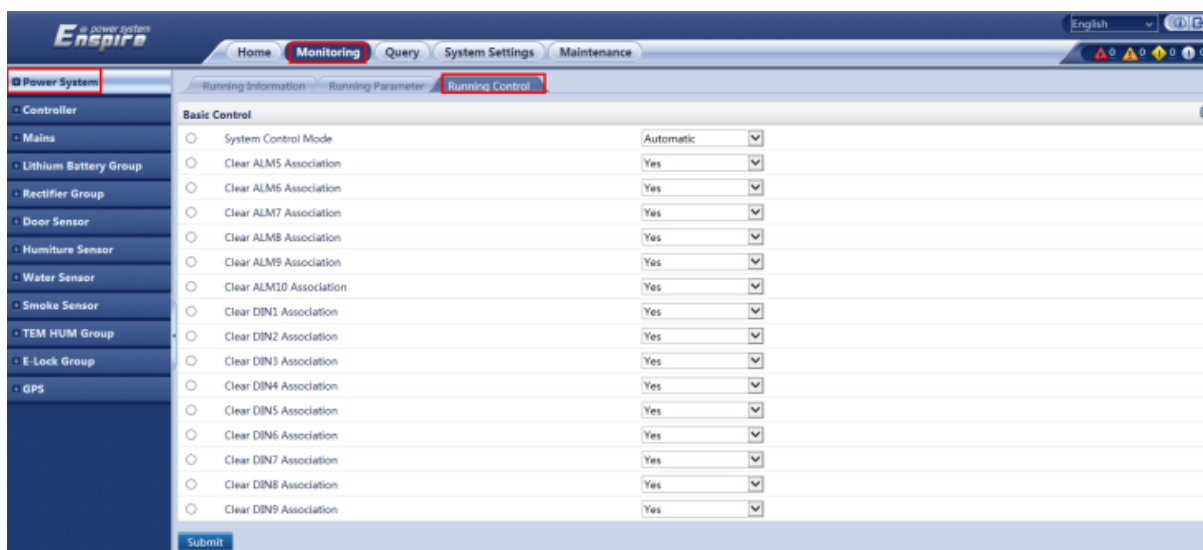 English
e power system
Enspire
Home Monitoring Query System Settings Maintenance
0 0 0
Power System
Running Information Running Parameter Running Control
Controller
Basic Control
Mains
System Control Mode Automatic
Lithium Battery Group
Clear ALM5 Association Yes
Rectifier Group
Clear ALM6 Association Yes
Door Sensor
Clear ALM7 Association Yes
Humiture Sensor
Clear ALM8 Association Yes
Water Sensor
Clear ALM9 Association Yes
Smoke Sensor
Clear ALM10 Association Yes
TEM HUM Group
Clear DIN1 Association Yes
E-Lock Group
Clear DIN2 Association Yes
GPS
Clear DIN3 Association Yes
Clear DIN4 Association Yes
Clear DIN5 Association Yes
Clear DIN6 Association Yes
Clear DIN7 Association Yes
Clear DIN8 Association Yes
Clear DIN9 Association Yes
Submit